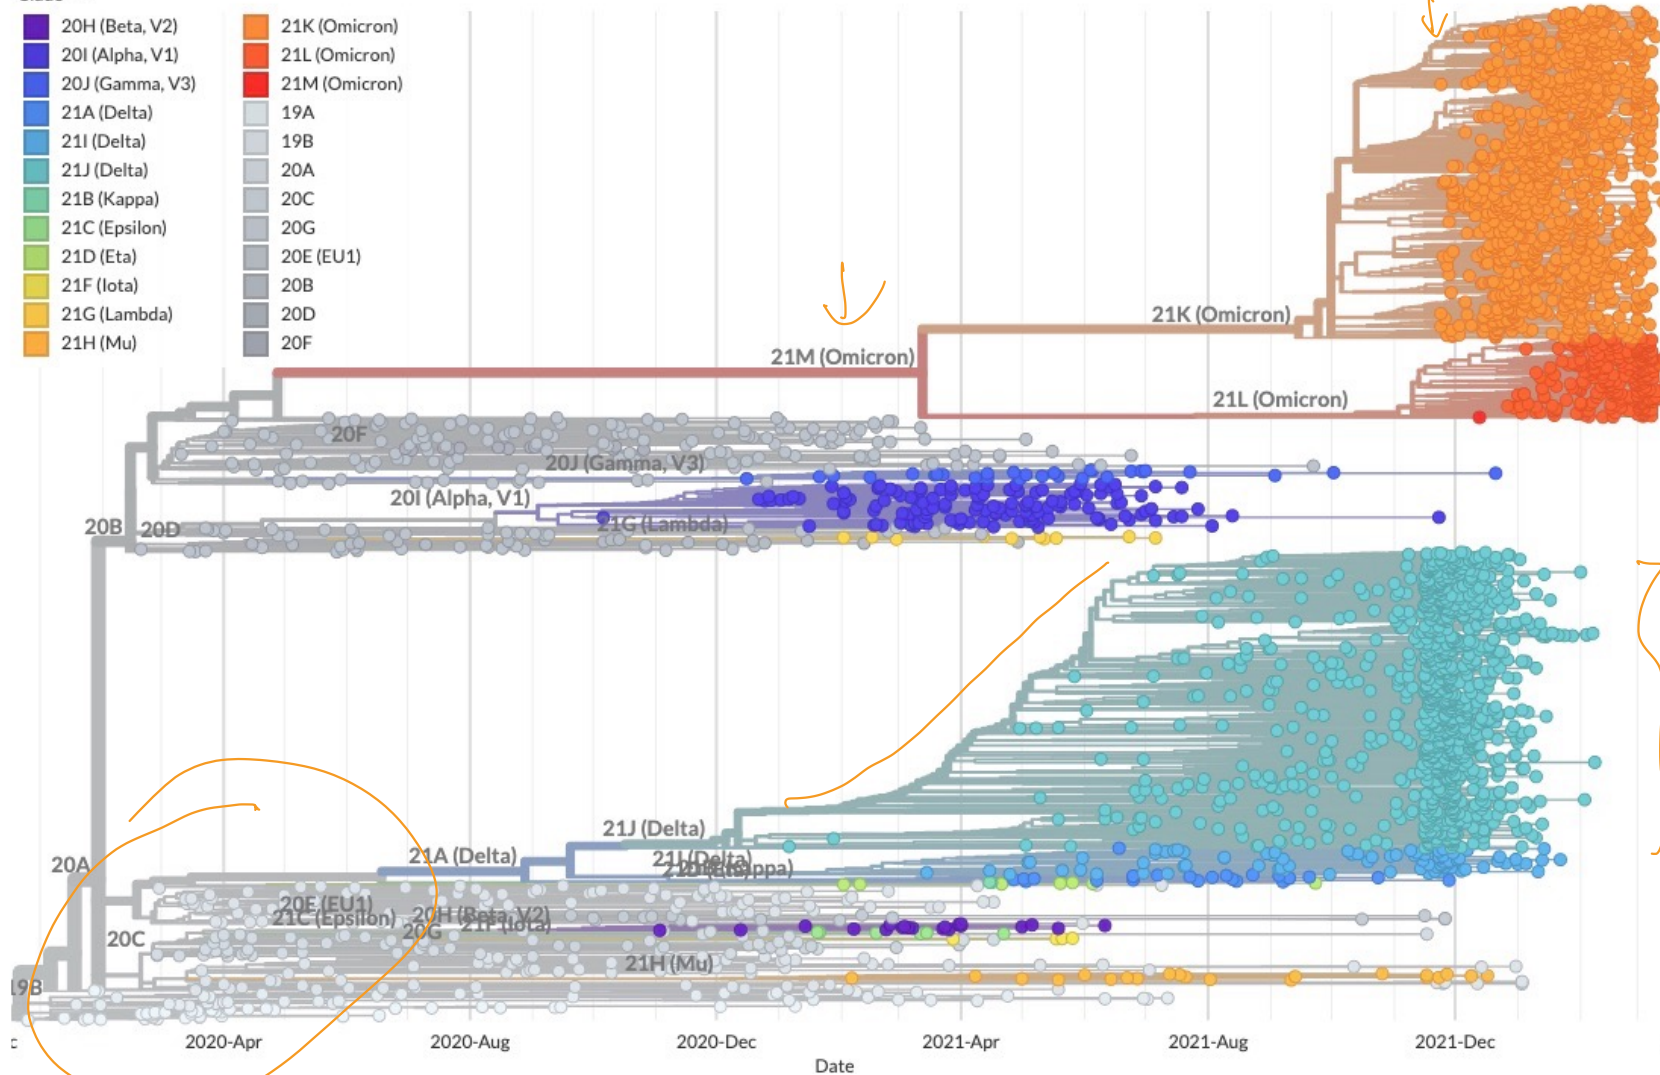 20H (Beta, V2)
20I (Alpha, V1)
20J (Gamma, V3)
21A (Delta)
21I (Delta)
21J (Delta)
21B (Kappa)
21C (Epsilon)
21D (Eta)
21F (Iota)
21G (Lambda)
21H (Mu)
21K (Omicron)
21L (Omicron)
21M (Omicron)
19A
19B
20A
20C
20G
20E (EU1)
20B
20D
20F
21K (Omicron)
21M (Omicron)
21L (Omicron)
20F
20J (Gamma, V3)
20I (Alpha, V1)
21G (Lambda)
20B
20D
21J (Delta)
21A (Delta)
20A
20E (EU1)
21C (Epsilon)
20H (Beta, V2)
21F (Iota)
20G
20C
21H (Mu)
19B
2020-Apr
2020-Aug
2020-Dec
2021-Apr
2021-Aug
2021-Dec
Date